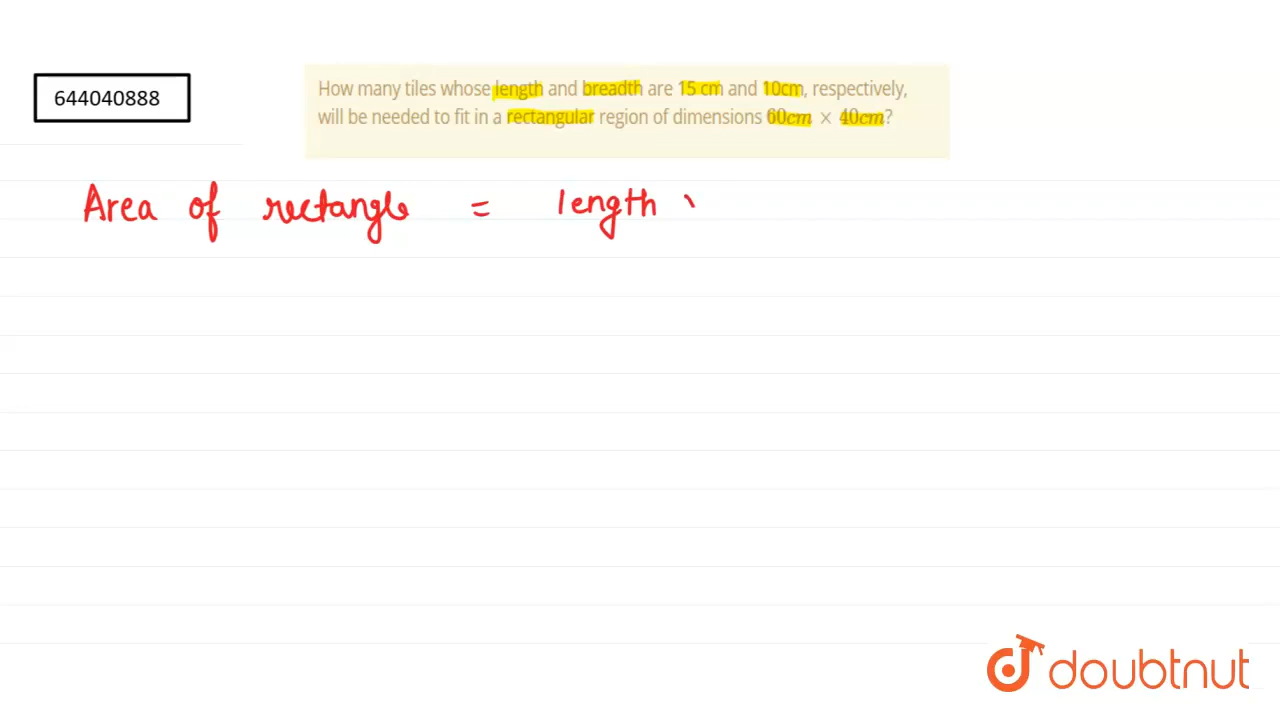 644040888
How many tiles whose length and breadth are 15 cm and 10cm, respectively,
will be needed to fit in a rectangular region of dimensions 60cm × 40cm?
Area of rectangle = length
doubtnut